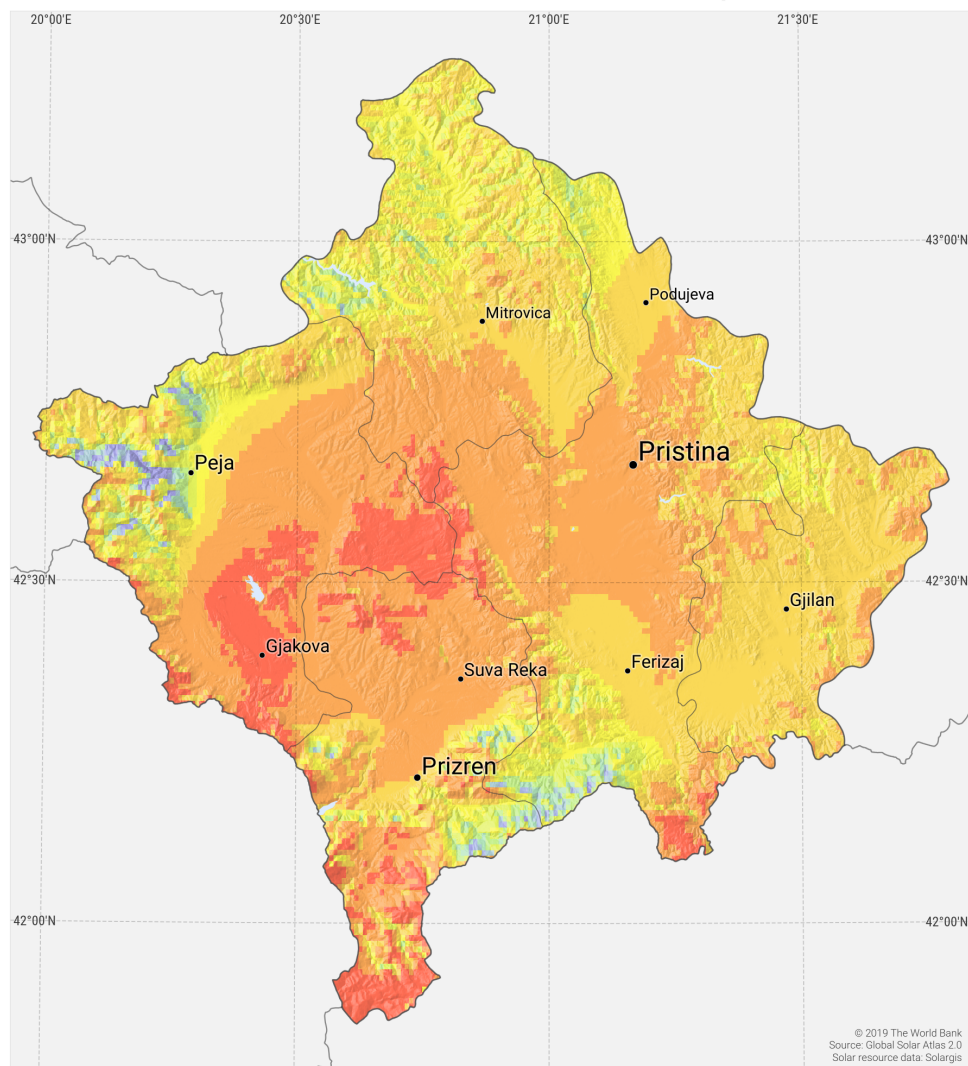 20°00'E
20°30'E
21°00'E
21°30'E
43°00'N
43°00'N
Podujeva
Mitrovica
Pristina
Peja
42°30'N
42°30'N
Gjilan
Gjakova
Ferizaj
Suva Reka
Prizren
42°00'N
42°00'N
© 2019 The World Bank
Source: Global Solar Atlas 2.0
Solar resource data: Solargis